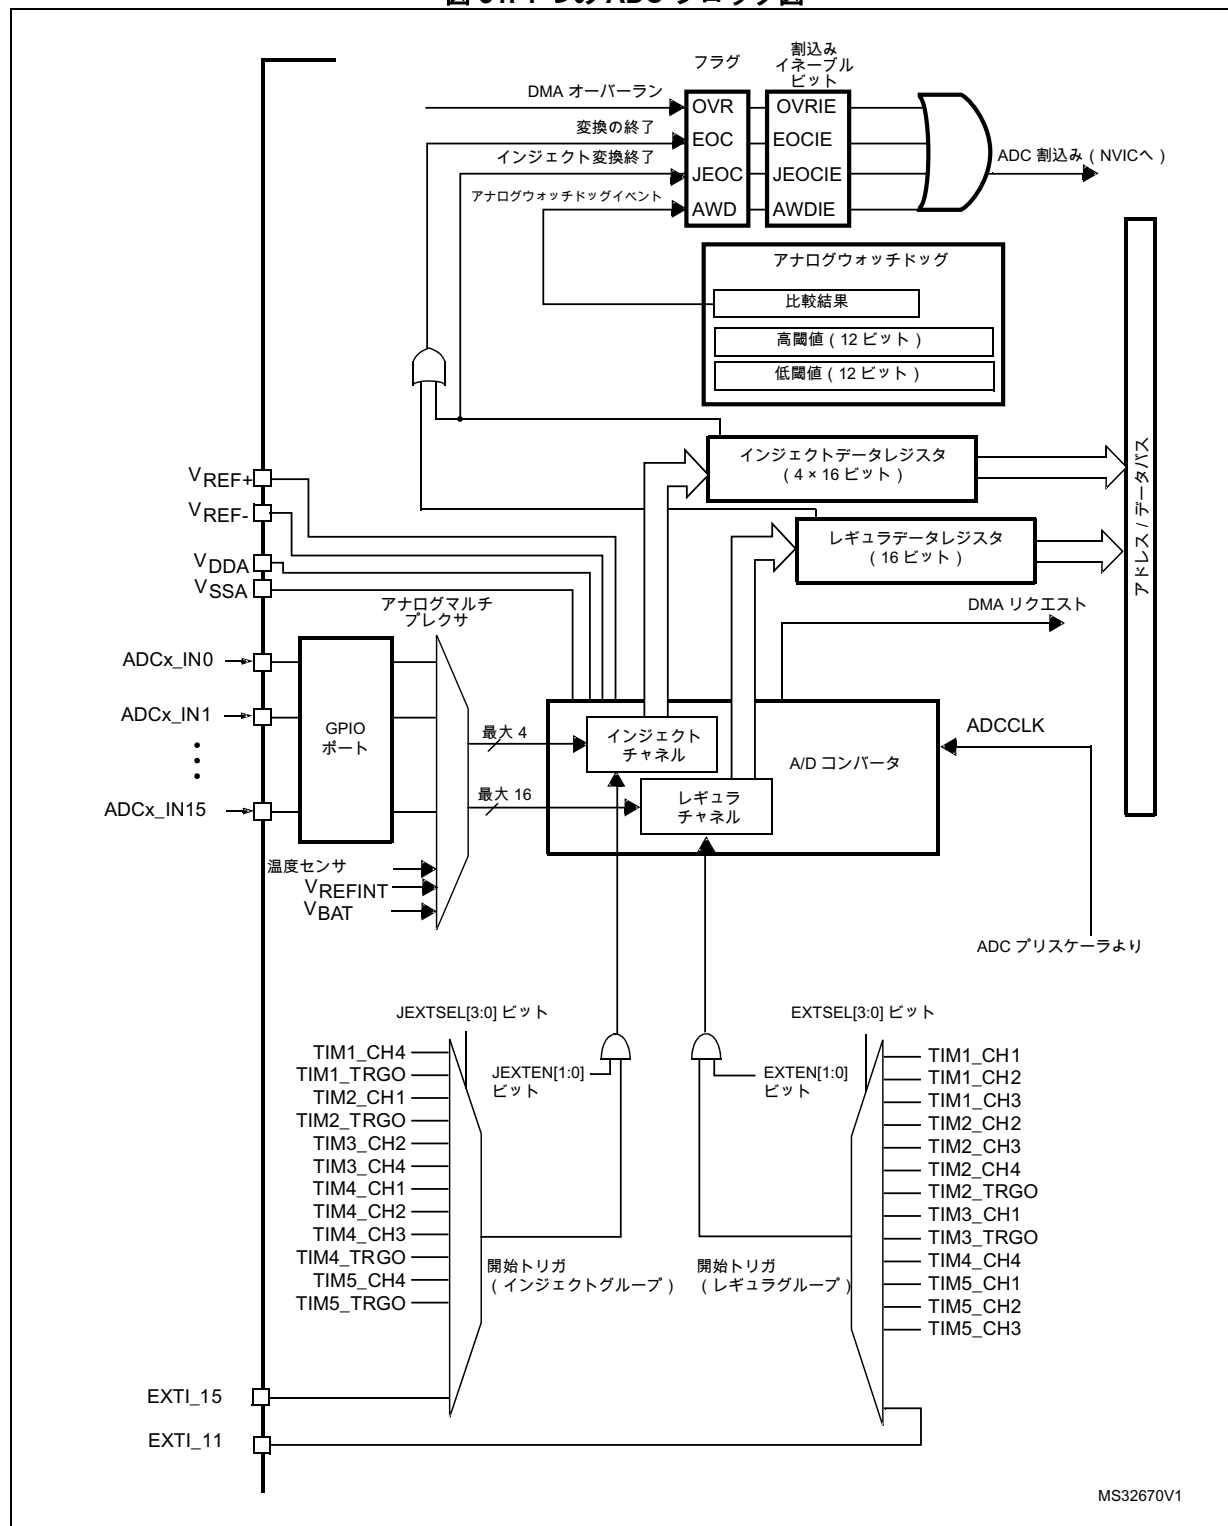 フラグ
割込み
イネーブル
ビット
DMA オーバーラン
OVR
OVRIE
変換の終了
EOC
EOCIE
インジェクト変換終了
JEOC
JEOCIE
ADC 割込み ( NVICへ )
アナログウォッチドッグイベント
AWD
AWDIE
アナログウォッチドッグ
比較結果
高閾値 ( 12 ビット )
低閾値 ( 12 ビット )
アドレス / データバス
インジェクトデータレジスタ
( 4 × 16 ビット )
レギュラデータレジスタ
( 16 ビット )
VREF+
VREF-
VDDA
VSSA
DMA リクエスト
アナログマルチ
プレクサ
ADCx_IN0
ADCx_IN1
ADCx_IN15
GPIO
ポート
最大 4
最大 16
インジェクト
チャネル
レギュラ
チャネル
A/D コンバータ
ADCCLK
温度センサ
VREFINT
VBAT
ADC プリスケーラより
JEXTSEL[3:0] ビット
EXTSEL[3:0] ビット
JEXTEN[1:0]
ビット
EXTEN[1:0]
ビット
TIM1_CH4
TIM1_TRGO
TIM2_CH1
TIM2_TRGO
TIM3_CH2
TIM3_CH4
TIM4_CH1
TIM4_CH2
TIM4_CH3
TIM4_TRGO
TIM5_CH4
TIM5_TRGO
開始トリガ
( インジェクトグループ )
開始トリガ
( レギュラグループ )
TIM1_CH1
TIM1_CH2
TIM1_CH3
TIM2_CH2
TIM2_CH3
TIM2_CH4
TIM2_TRGO
TIM3_CH1
TIM3_TRGO
TIM4_CH4
TIM5_CH1
TIM5_CH2
TIM5_CH3
EXTI_15
EXTI_11
MS32670V1